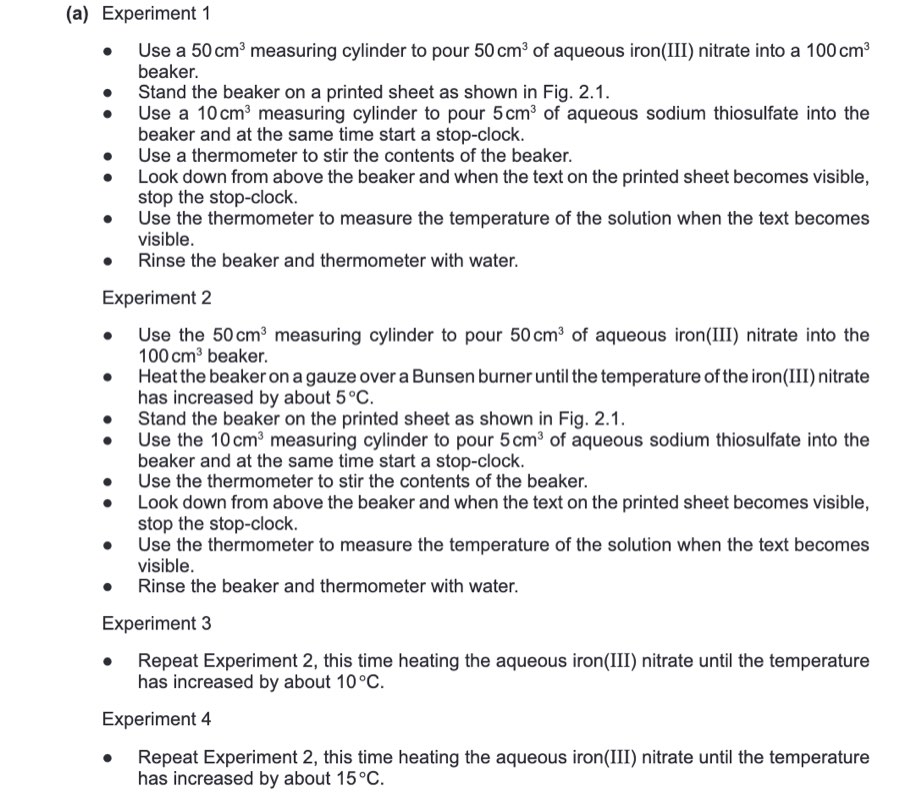 (a) Experiment 1
• Use a 50 cm³ measuring cylinder to pour 50 cm³ of aqueous iron(III) nitrate into a 100 cm³
beaker.
• Stand the beaker on a printed sheet as shown in Fig. 2.1.
• Use a 10 cm³ measuring cylinder to pour 5 cm³ of aqueous sodium thiosulfate into the
beaker and at the same time start a stop-clock.
• Use a thermometer to stir the contents of the beaker.
• Look down from above the beaker and when the text on the printed sheet becomes visible,
stop the stop-clock.
• Use the thermometer to measure the temperature of the solution when the text becomes
visible.
• Rinse the beaker and thermometer with water.
Experiment 2
• Use the 50 cm³ measuring cylinder to pour 50 cm³ of aqueous iron(III) nitrate into the
100 cm³ beaker.
• Heat the beaker on a gauze over a Bunsen burner until the temperature of the iron(III) nitrate
has increased by about 5 °C.
• Stand the beaker on the printed sheet as shown in Fig. 2.1.
• Use the 10 cm³ measuring cylinder to pour 5 cm³ of aqueous sodium thiosulfate into the
beaker and at the same time start a stop-clock.
• Use the thermometer to stir the contents of the beaker.
• Look down from above the beaker and when the text on the printed sheet becomes visible,
stop the stop-clock.
• Use the thermometer to measure the temperature of the solution when the text becomes
visible.
• Rinse the beaker and thermometer with water.
Experiment 3
• Repeat Experiment 2, this time heating the aqueous iron(III) nitrate until the temperature
has increased by about 10 °C.
Experiment 4
• Repeat Experiment 2, this time heating the aqueous iron(III) nitrate until the temperature
has increased by about 15 °C.